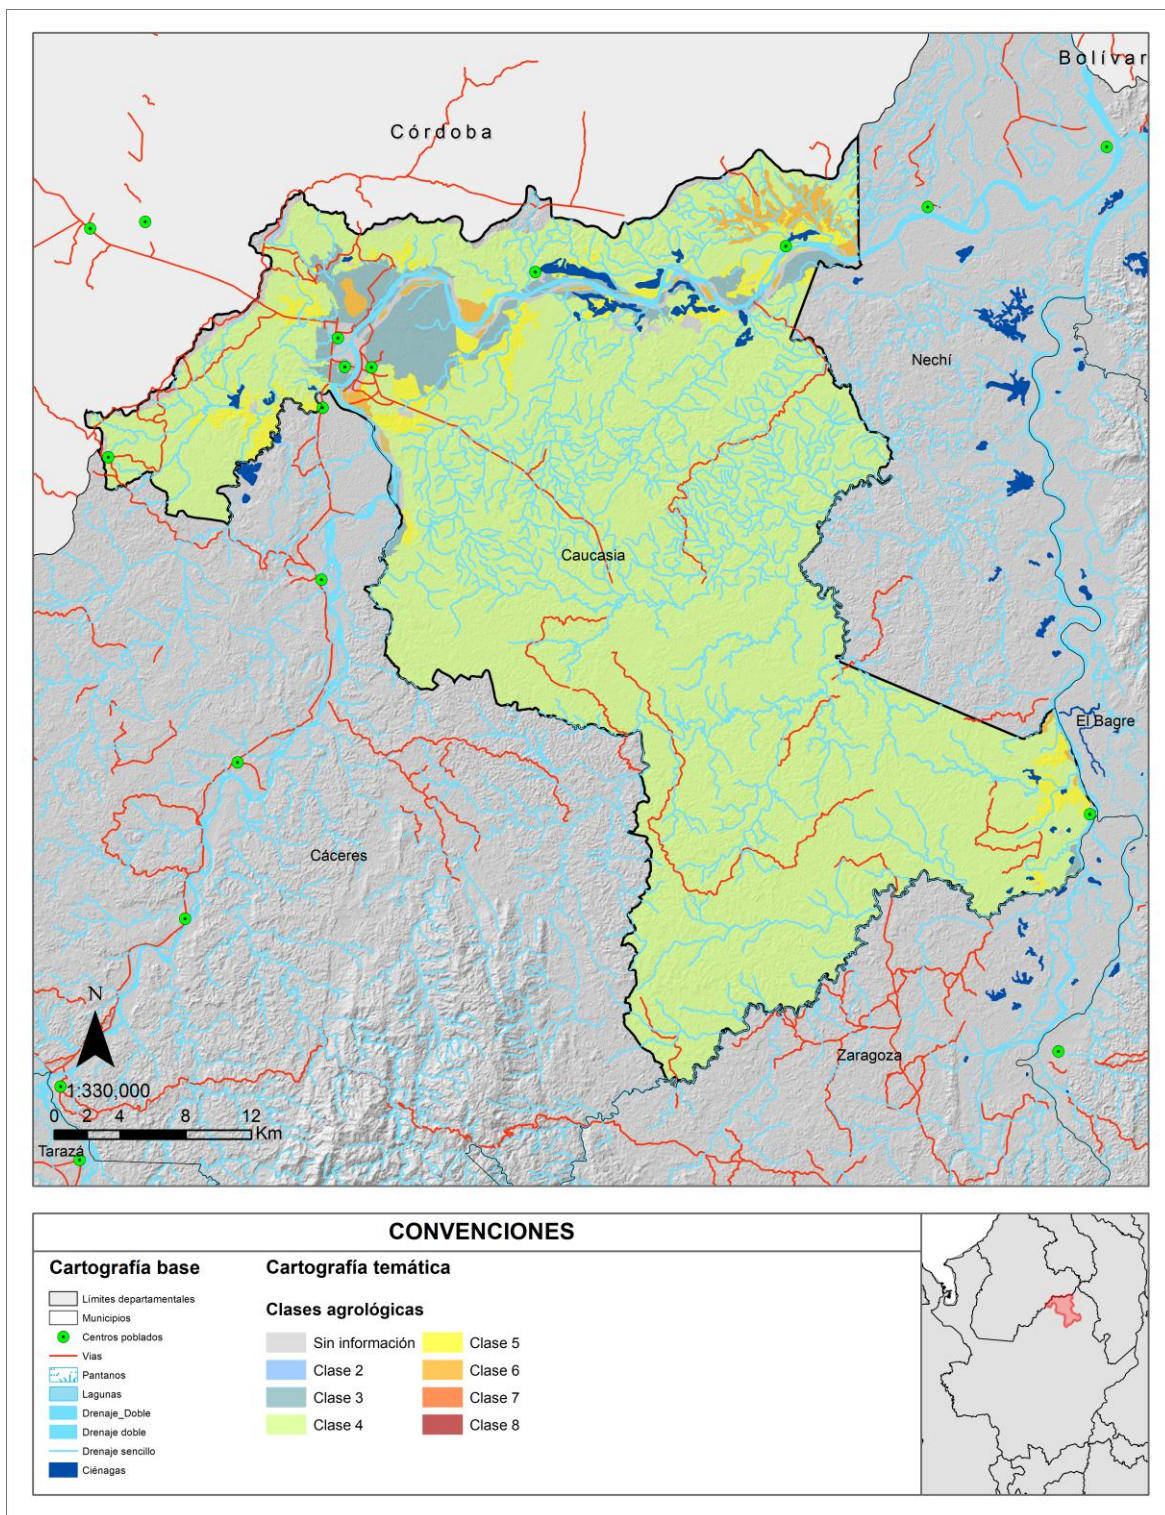 Bolívar
Córdoba
Nechí
Caucasia
El Bagre
Cáceres
N
Zaragoza
1:330,000
0 2 4 8 12
Km
Tarazá
CONVENCIONES
Cartografía base
Límites departamentales
Municipios
Centros poblados
Vias
Pantanos
Lagunas
Drenaje_Doble
Drenaje doble
Drenaje sencillo
Ciénagas
Cartografía temática
Clases agrológicas
Sin información
Clase 2
Clase 3
Clase 4
Clase 5
Clase 6
Clase 7
Clase 8